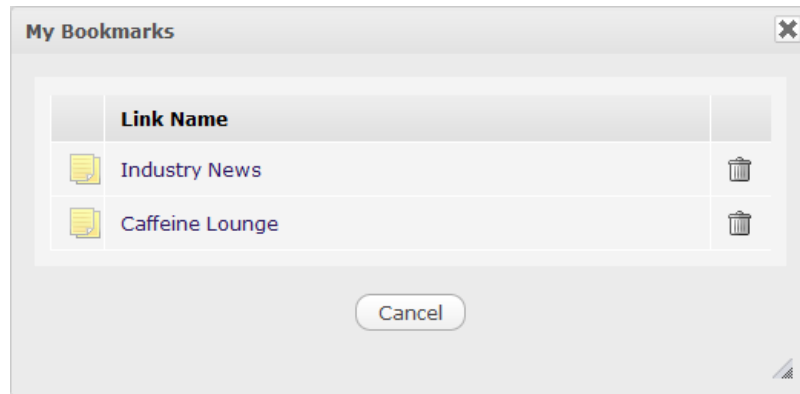 My Bookmarks
Link Name
Industry News
Caffeine Lounge
Cancel